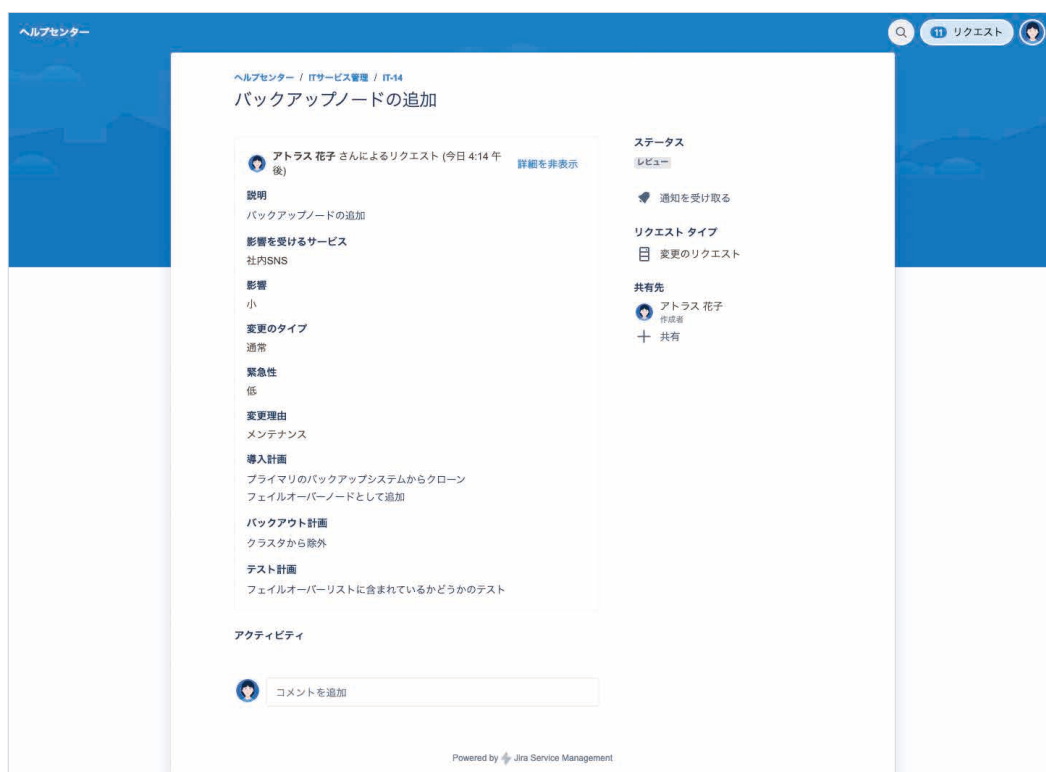 ヘルプセンター
11 リクエスト
ヘルプセンター / ITサービス管理 / IT-14
バックアップノードの追加
アトラス 花子 さんによるリクエスト (今日 4:14 午
後)
詳細を非表示
説明
バックアップノードの追加
影響を受けるサービス
社内SNS
影響
小
変更のタイプ
通常
緊急性
低
変更理由
メンテナンス
導入計画
プライマリのバックアップシステムからクローン
フェイルオーバーノードとして追加
バックアウト計画
クラスタから除外
テスト計画
フェイルオーバーリストに含まれているかどうかのテスト
アクティビティ
コメントを追加
ステータス
レビュー
通知を受け取る
リクエスト タイプ
変更のリクエスト
共有先
アトラス 花子
作成者
共有
Powered by Jira Service Management